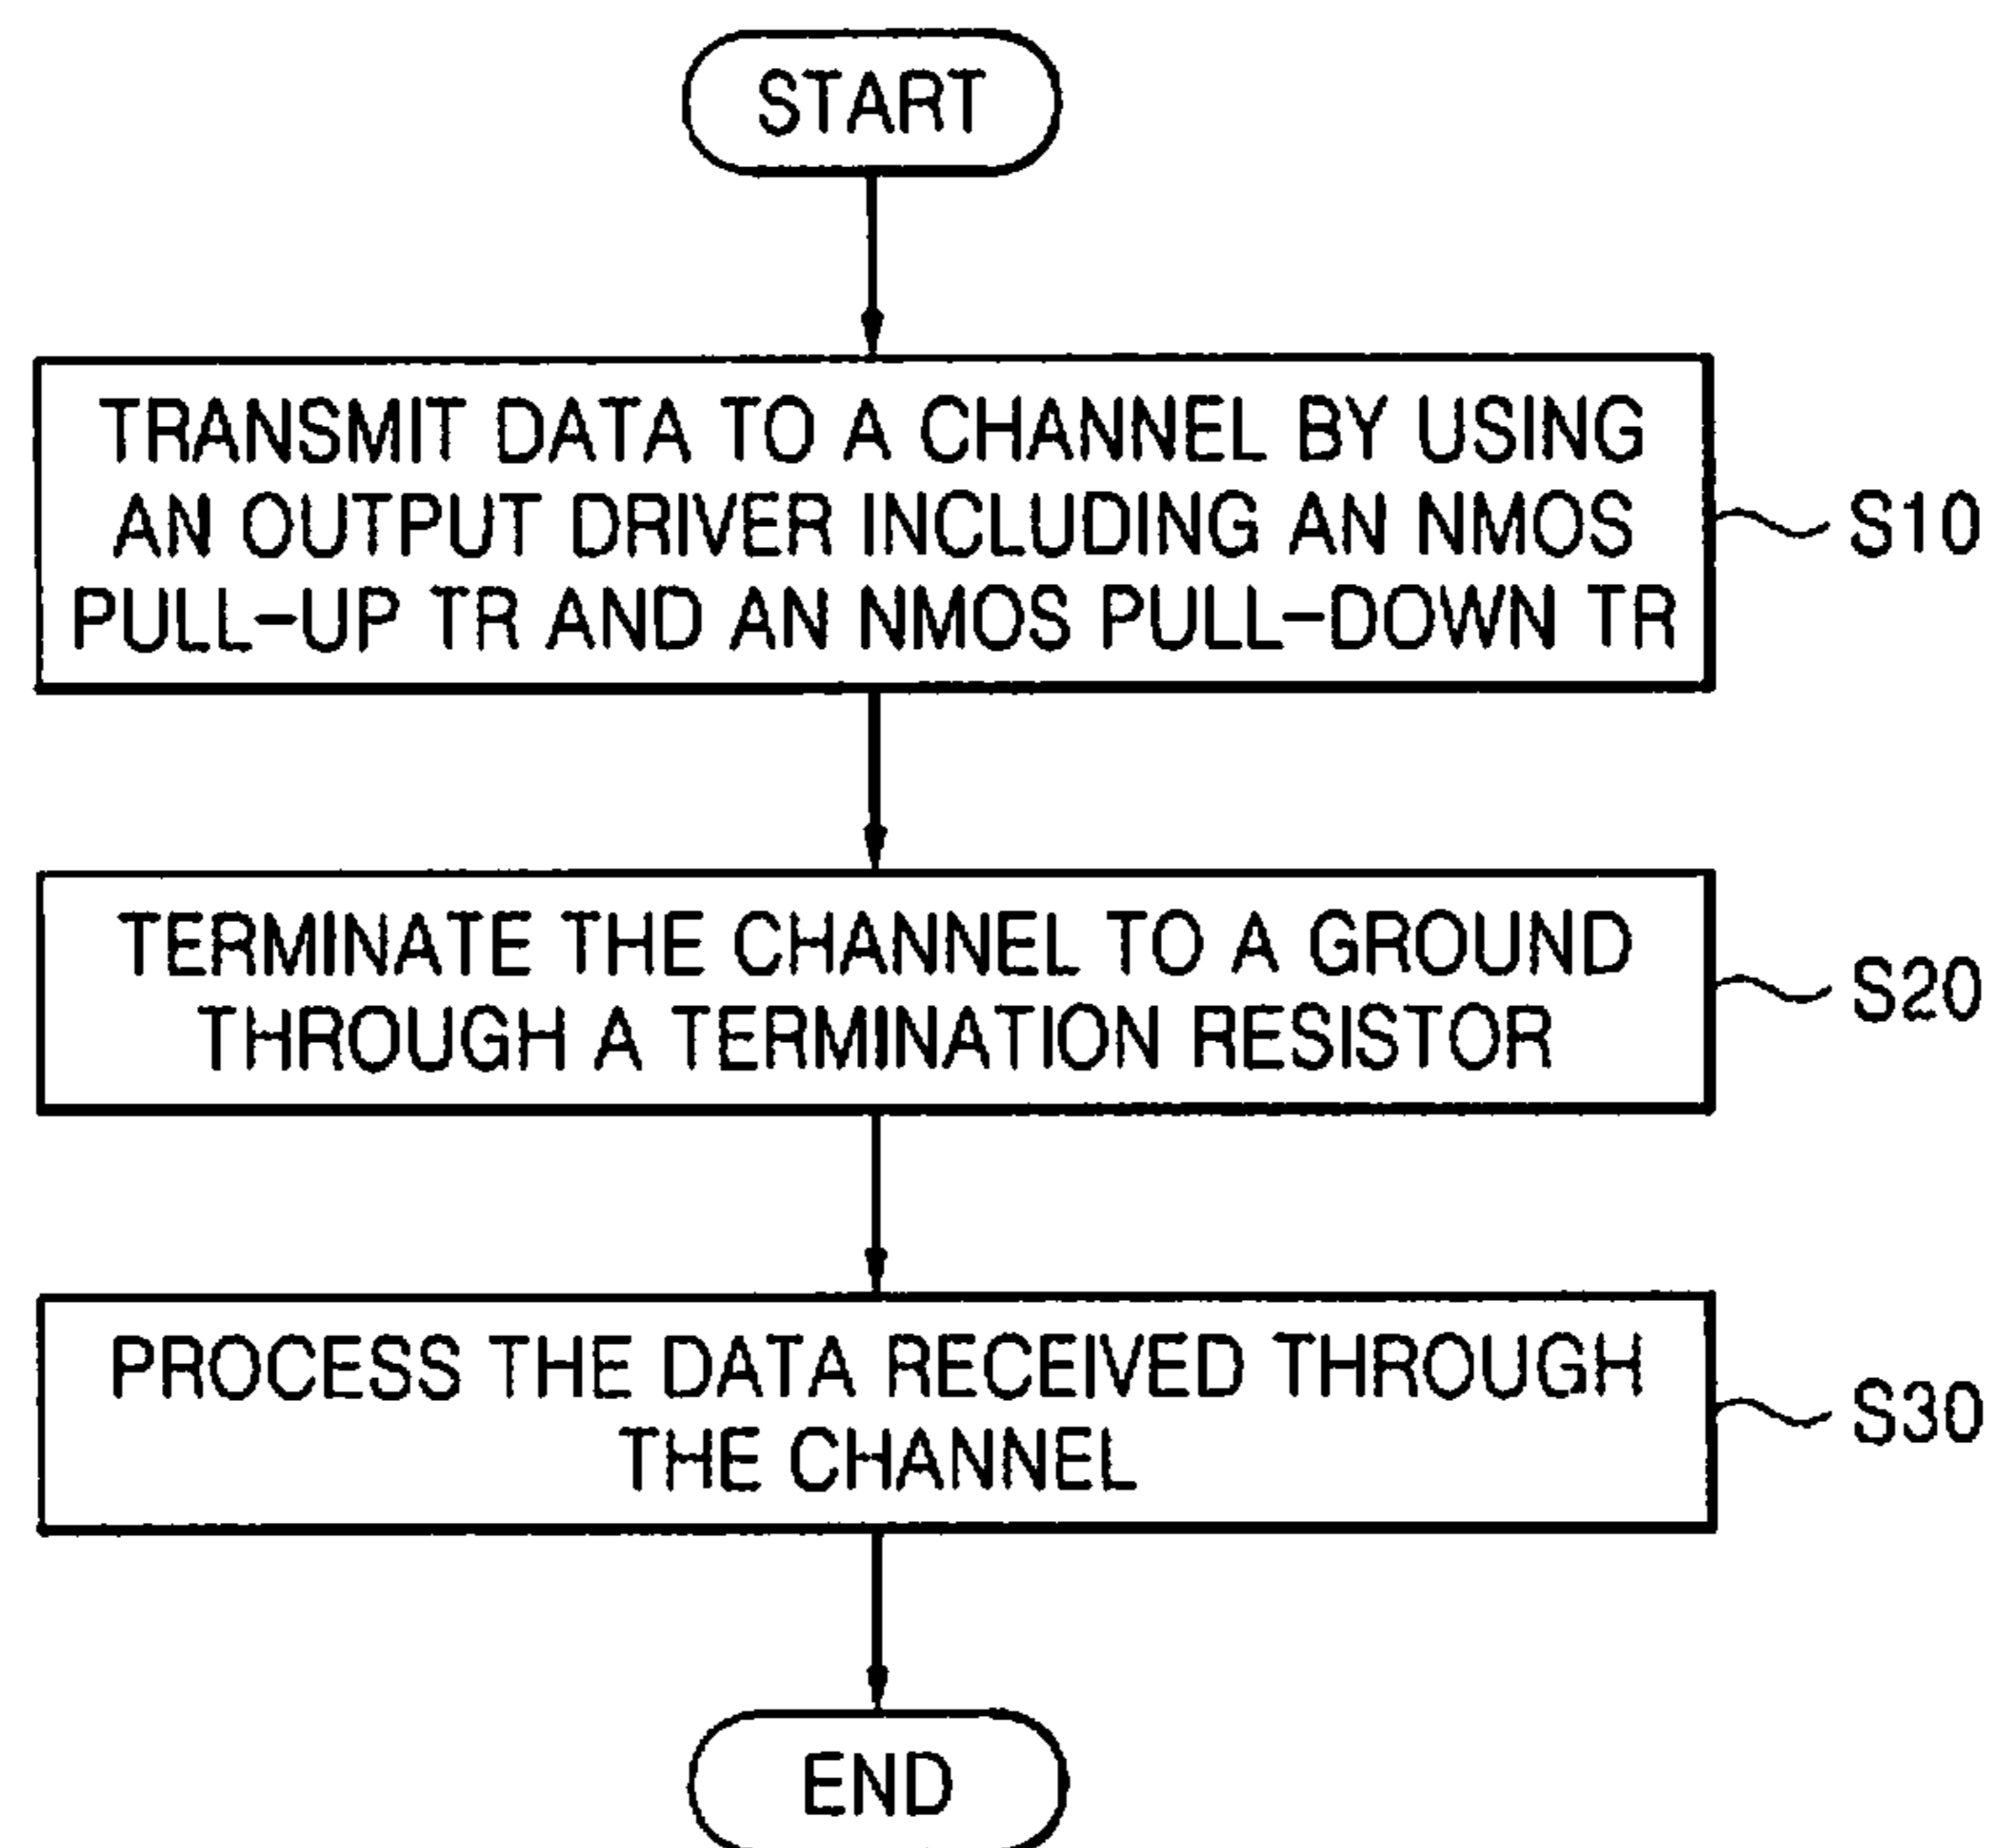 START
TRANSMIT DATA TO A CHANNEL BY USING
AN OUTPUT DRIVER INCLUDING AN NMOS
PULL-UP TR AND AN NMOS PULL-DOWN TR
S10
TERMINATE THE CHANNEL TO A GROUND
THROUGH A TERMINATION RESISTOR
S20
PROCESS THE DATA RECEIVED THROUGH
THE CHANNEL
S30
END